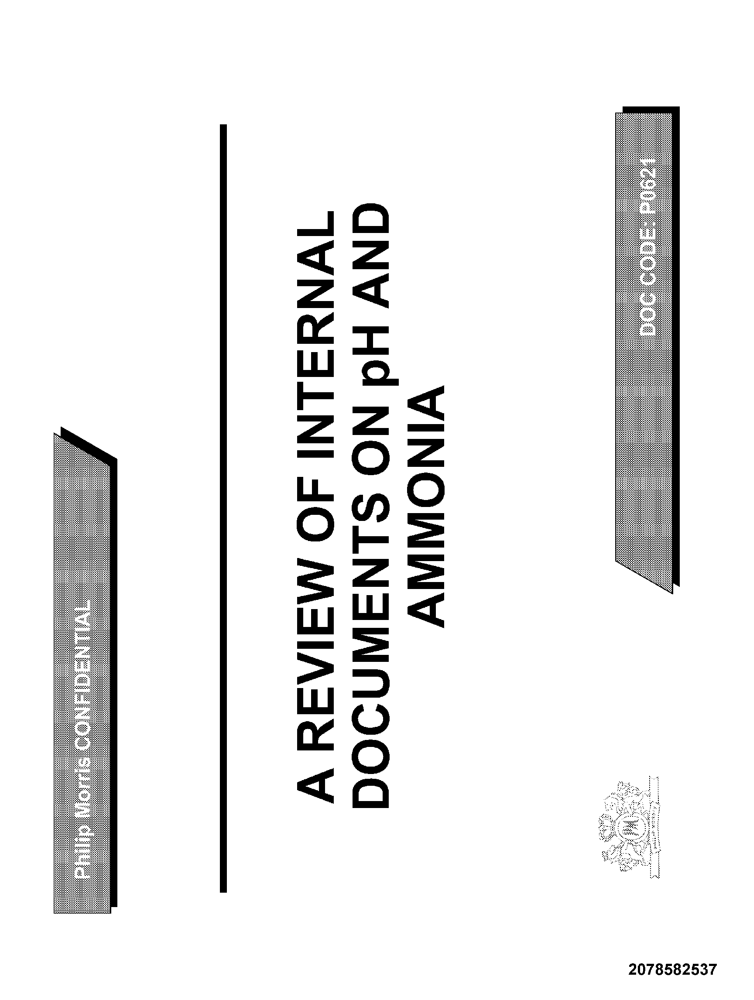 Philip Morris CONFIDENTIAL
A REVIEW OF INTERNAL
DOCUMENTS ON pH AND
AMMONIA
DOC CODE: P0621
2078582537